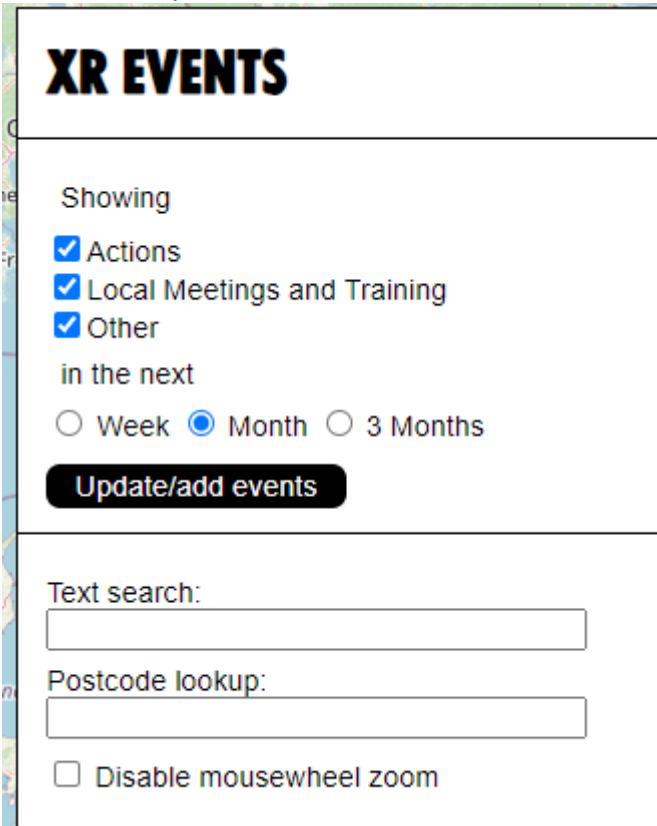 XR EVENTS
Showing
Actions
Local Meetings and Training
Other
in the next
Week Month 3 Months
Update/add events
Text search:
Postcode lookup:
Disable mousewheel zoom